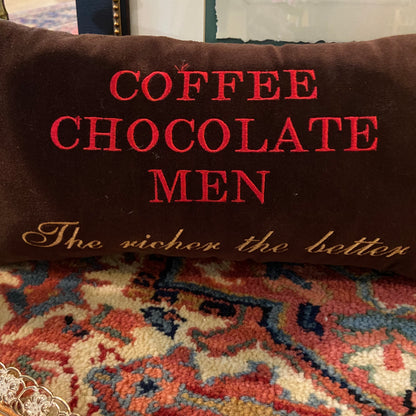 COFFEE
CHOCOLATE
MEN
The richer the better